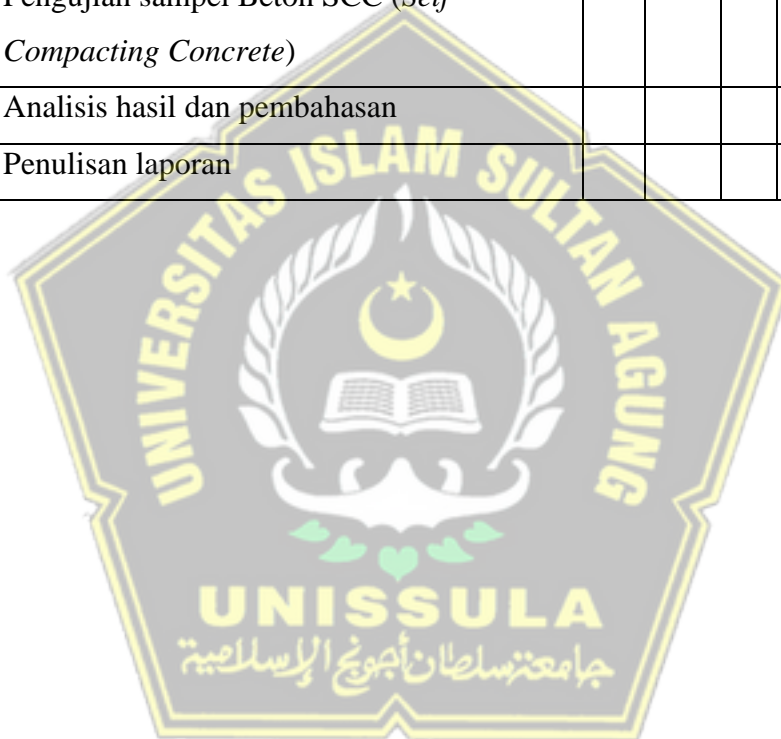 Pengujian sampel Beton SCC (Self
Compacting Concrete)
Analisis hasil dan pembahasan
Penulisan laporan
UNIVERSITAS ISLAM SULTAN AGUNG
UNISSULA
جامعة سلطان أجونج الإسلامية